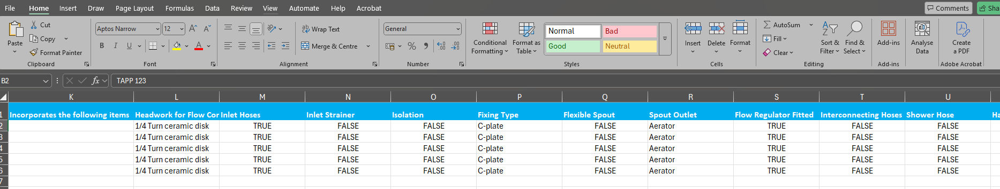 File Home Insert Draw Page Layout Formulas Data Review View Automate Help Acrobat Comments Sha
Paste
Cut
Copy
Format Painter
Clipboard
Aptos Narrow 12 A A
B I U A
Font
ab Wrap Text
Merge & Centre
Alignment
General
% 9 .00 .00
Number
Conditional Formatting
Format as Table
Normal Bad
Good Neutral
Styles
Insert Delete Format
Cells
AutoSum
Fill
Clear
Sort & Filter
Find & Select
Editing
Add-ins
Add-ins
Analyse Data
Create a PDF
Adobe Acrobat
B2 fx TAPP 123
K L M N O P Q R S T U
1 Incorporates the following items Headwork for Flow Cor Inlet Hoses Inlet Strainer Isolation Fixing Type Flexible Spout Spout Outlet Flow Regulator Fitted Interconnecting Hoses Shower Hose Ha
2 1/4 Turn ceramic disk TRUE FALSE FALSE C-plate FALSE Aerator TRUE FALSE FALSE
3 1/4 Turn ceramic disk TRUE FALSE FALSE C-plate FALSE Aerator TRUE FALSE FALSE
4 1/4 Turn ceramic disk TRUE FALSE FALSE C-plate FALSE Aerator TRUE FALSE FALSE
5 1/4 Turn ceramic disk TRUE FALSE FALSE C-plate FALSE Aerator TRUE FALSE FALSE
6 1/4 Turn ceramic disk TRUE FALSE FALSE C-plate FALSE Aerator TRUE FALSE FALSE
7